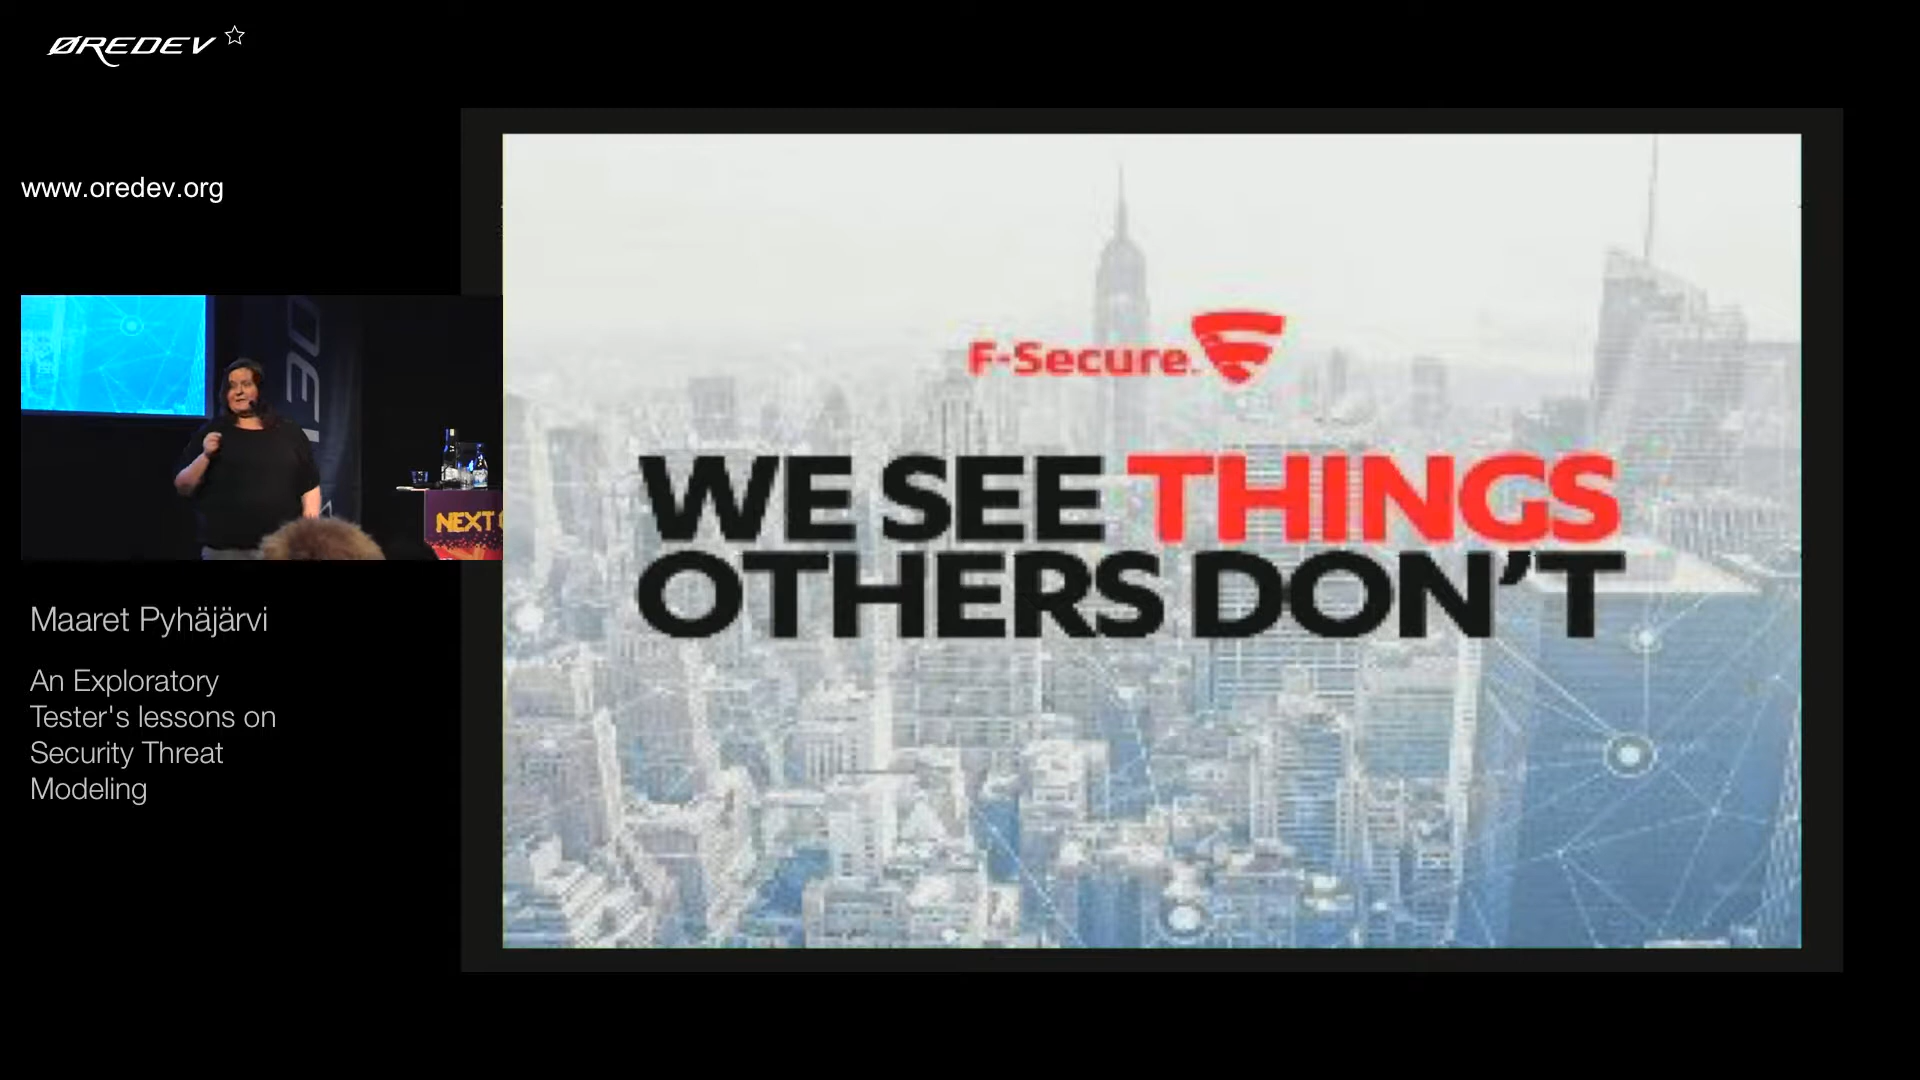 ØREDEV
www.oredev.org
NEXT
Maaret Pyhäjärvi
An Exploratory
Tester's lessons on
Security Threat
Modeling
F-Secure.
WE SEE THINGS
OTHERS DON'T